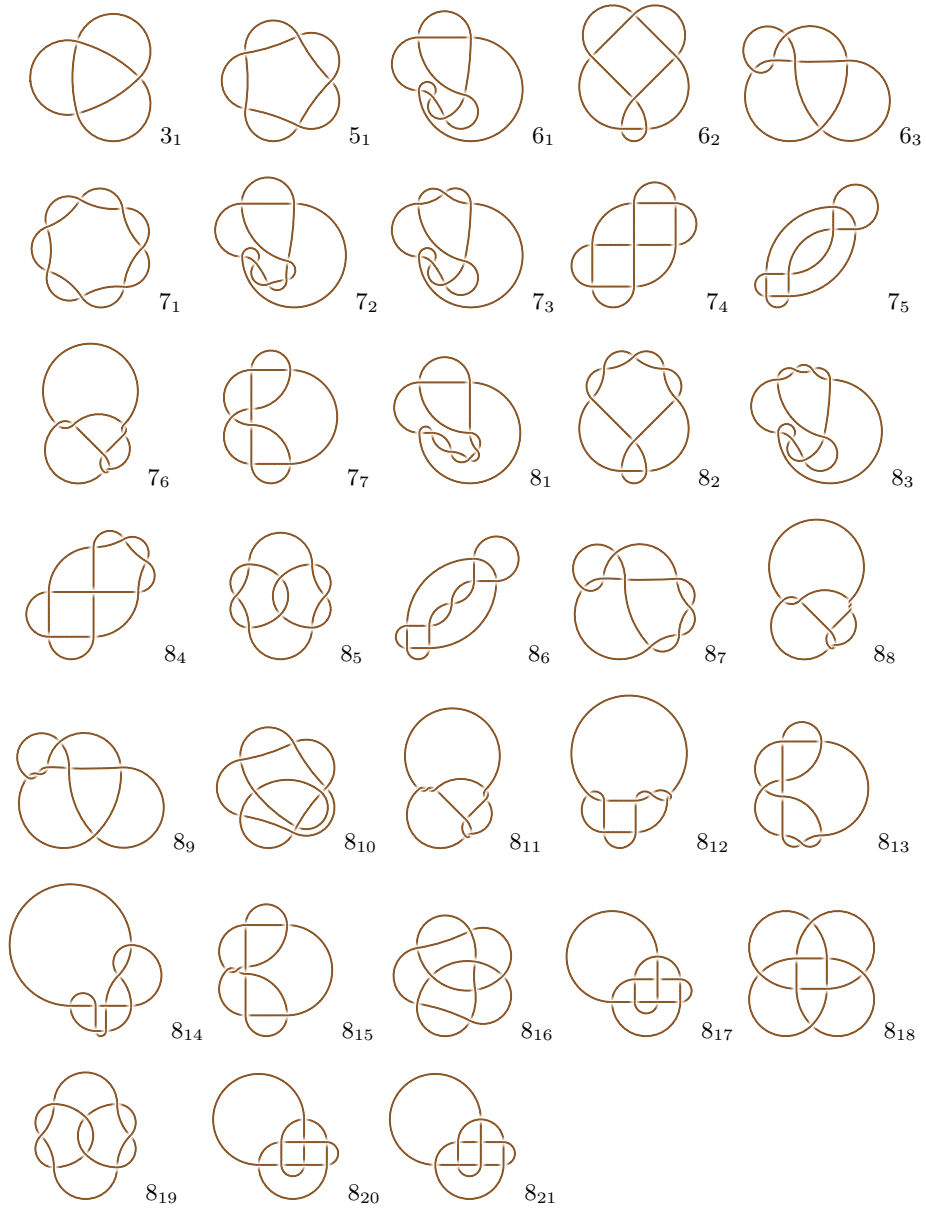 3₁ 5₁ 6₁ 6₂ 6₃
7₁ 7₂ 7₃ 7₄ 7₅
7₆ 7₇ 8₁ 8₂ 8₃
8₄ 8₅ 8₆ 8₇ 8₈
8₉ 8₁₀ 8₁₁ 8₁₂ 8₁₃
8₁₄ 8₁₅ 8₁₆ 8₁₇ 8₁₈
8₁₉ 8₂₀ 8₂₁